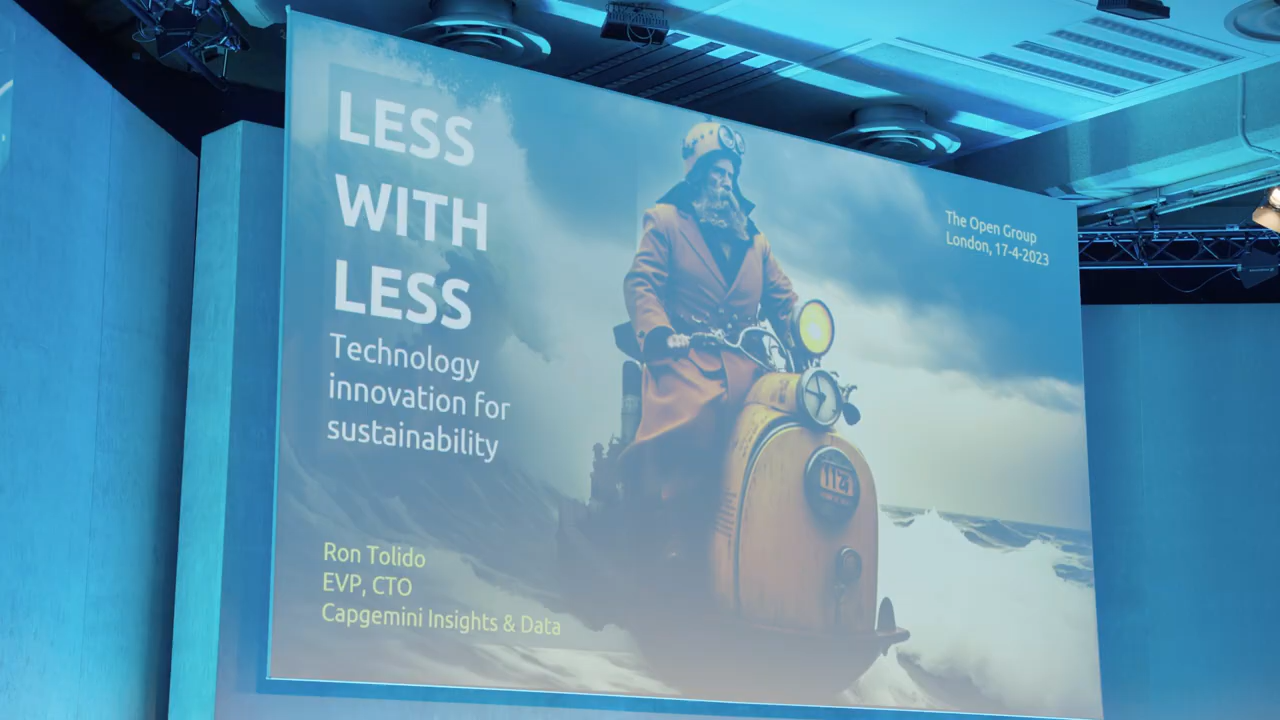 LESS
WITH
LESS
Technology
innovation for
sustainability
The Open Group
London, 17-4-2023
Ron Tolido
EVP, CTO
Capgemini Insights & Data